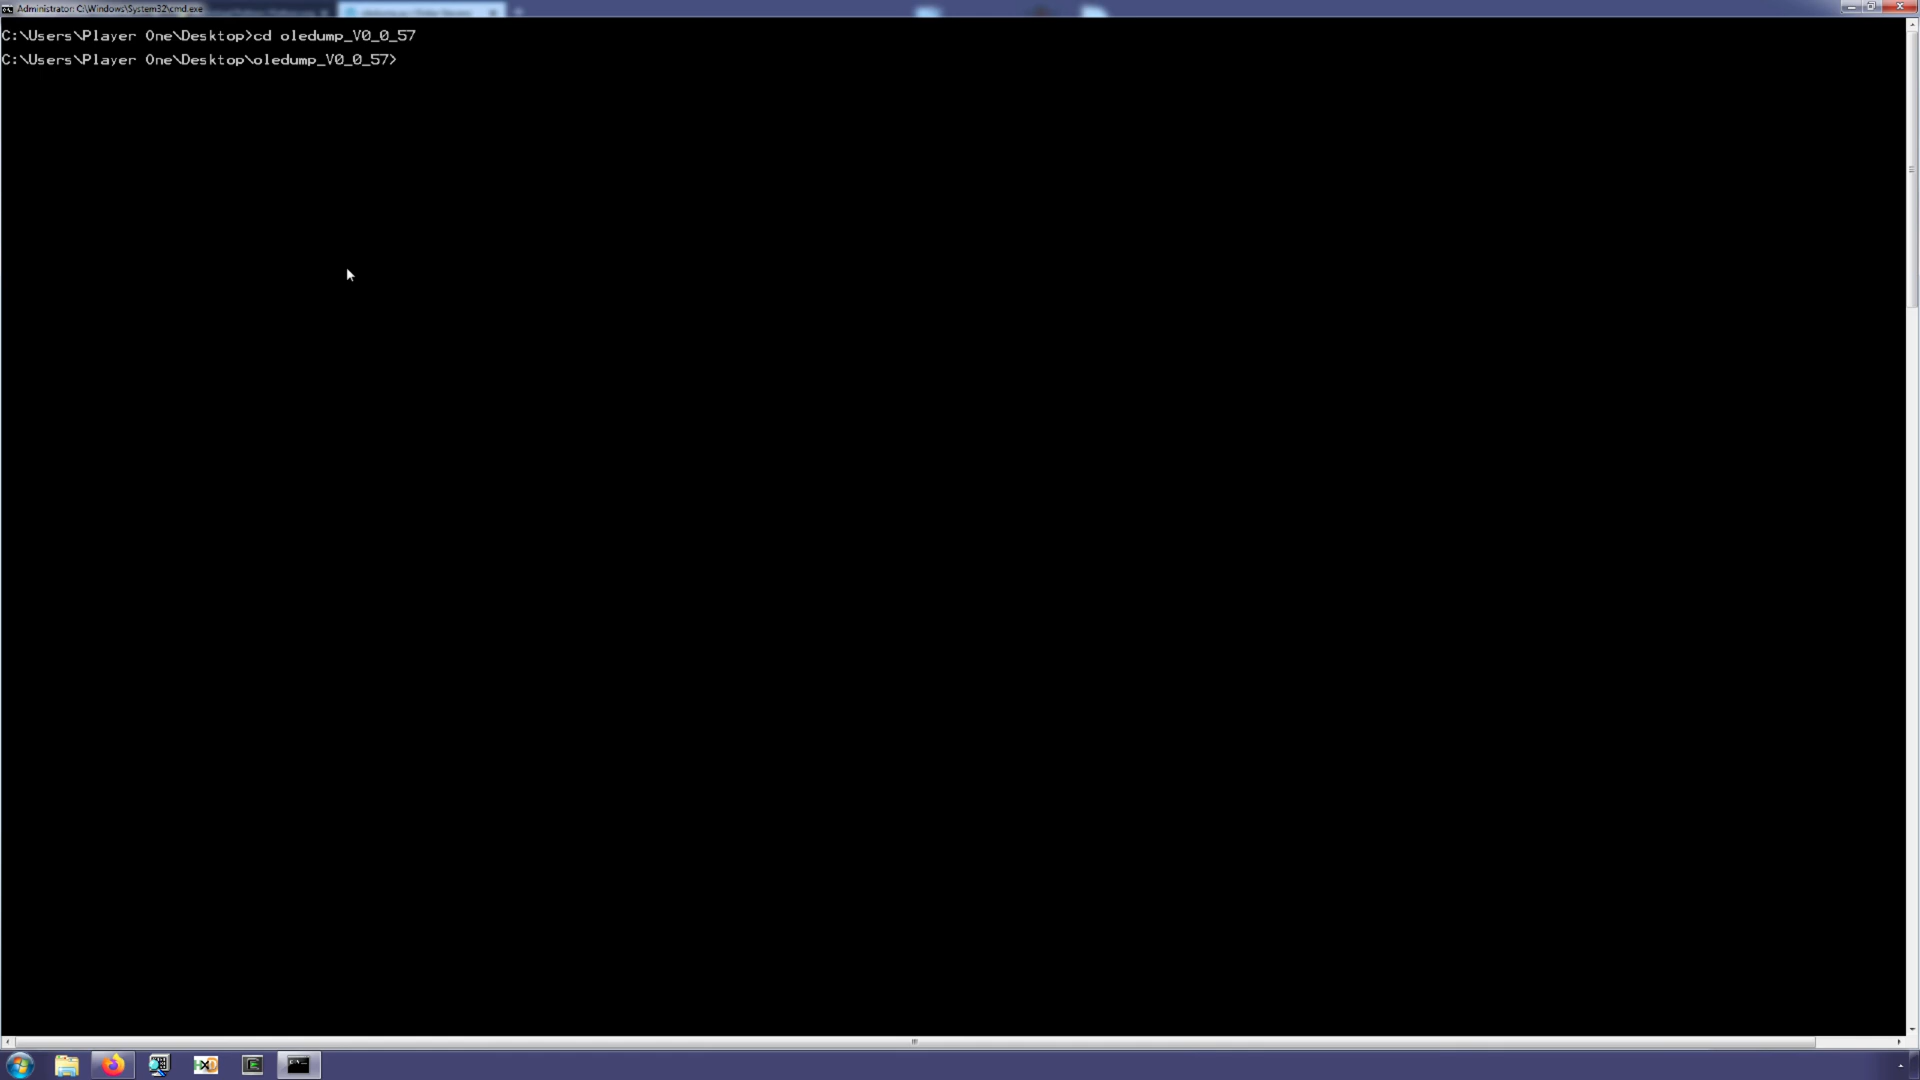 Administrator: C:\Windows\System32\cmd.exe
C:\Users\Player One\Desktop>cd oledump_V0_0_57
C:\Users\Player One\Desktop\oledump_V0_0_57>